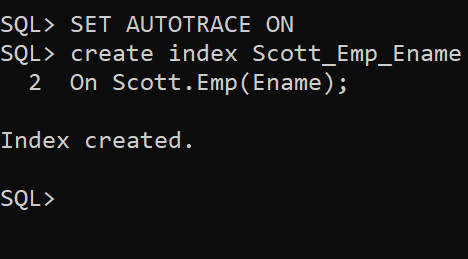 SQL> SET AUTOTRACE ON
SQL> create index Scott_Emp_Ename
  2  On Scott.Emp(Ename);
Index created.
SQL>